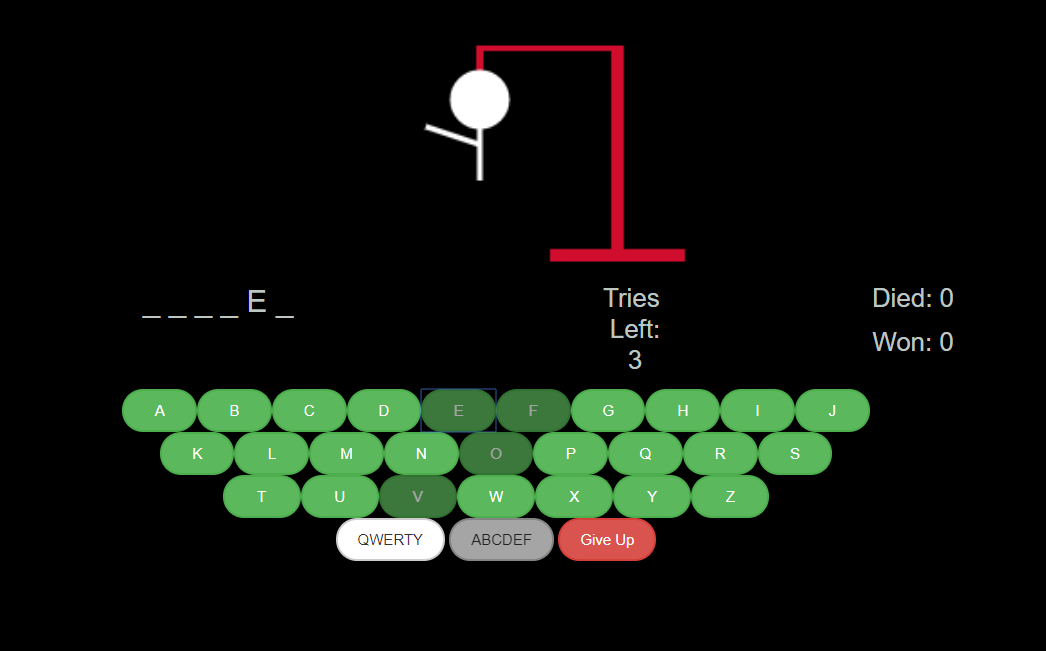 _ _ _ _ E _
Tries
Left:
3
Died: 0
Won: 0
A B C D E F G H I J
K L M N O P Q R S
T U V W X Y Z
QWERTY ABCDEF Give Up